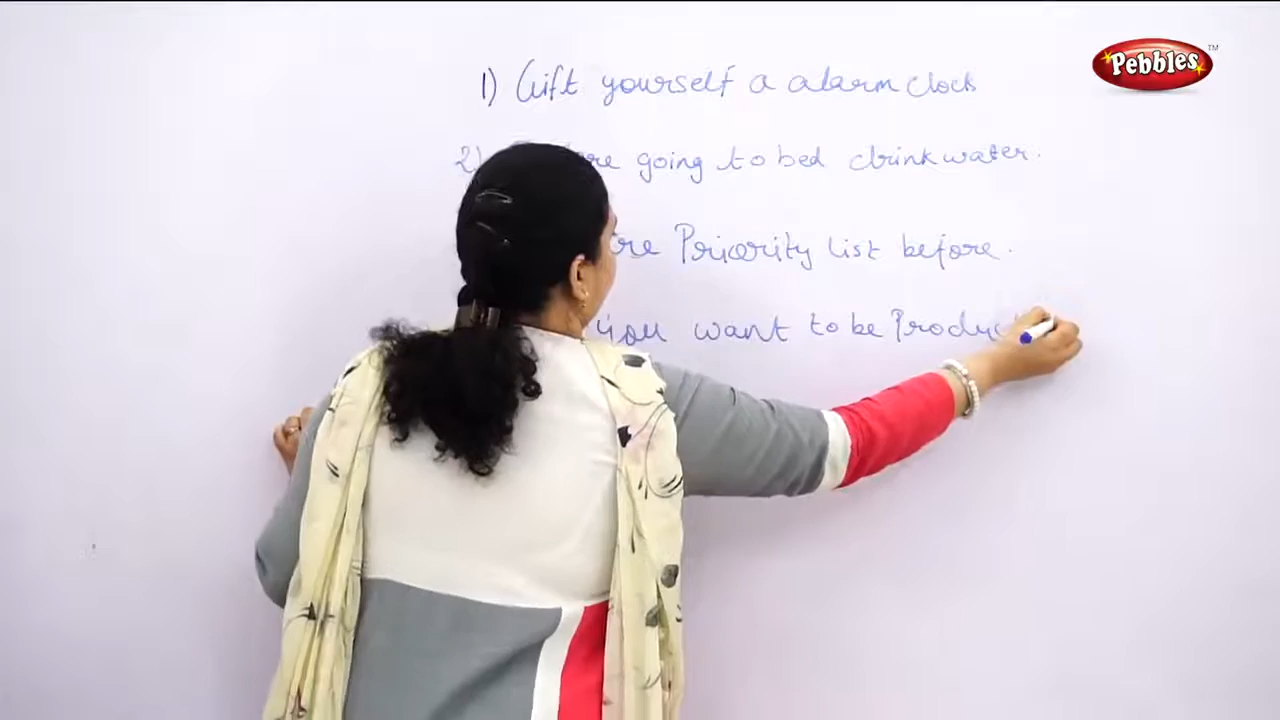 Pebbles TM
1) Gift yourself a alarm clock
2) going to bed drink water.
Priority list before.
you want to be